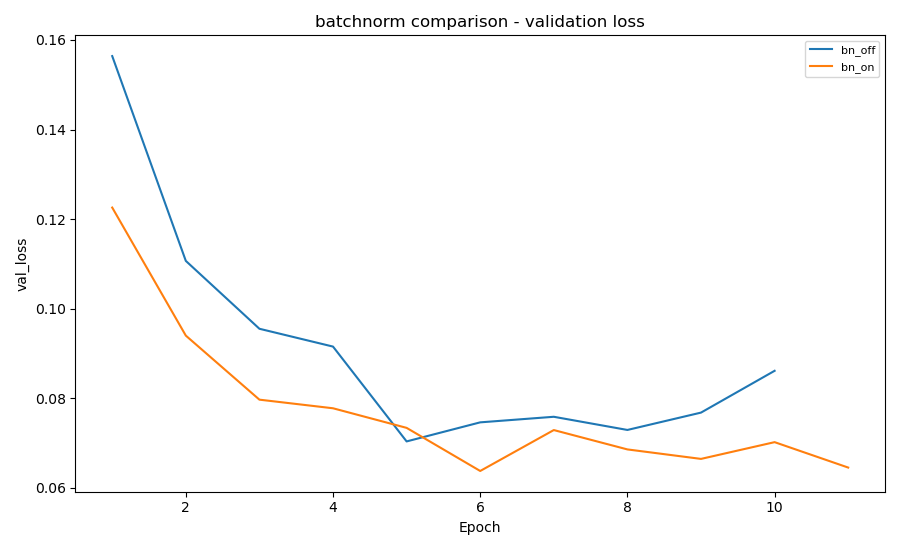 batchnorm comparison - validation loss
0.16
0.14
0.12
0.10
0.08
0.06
val_loss
bn_off
bn_on
2
4
6
8
10
Epoch